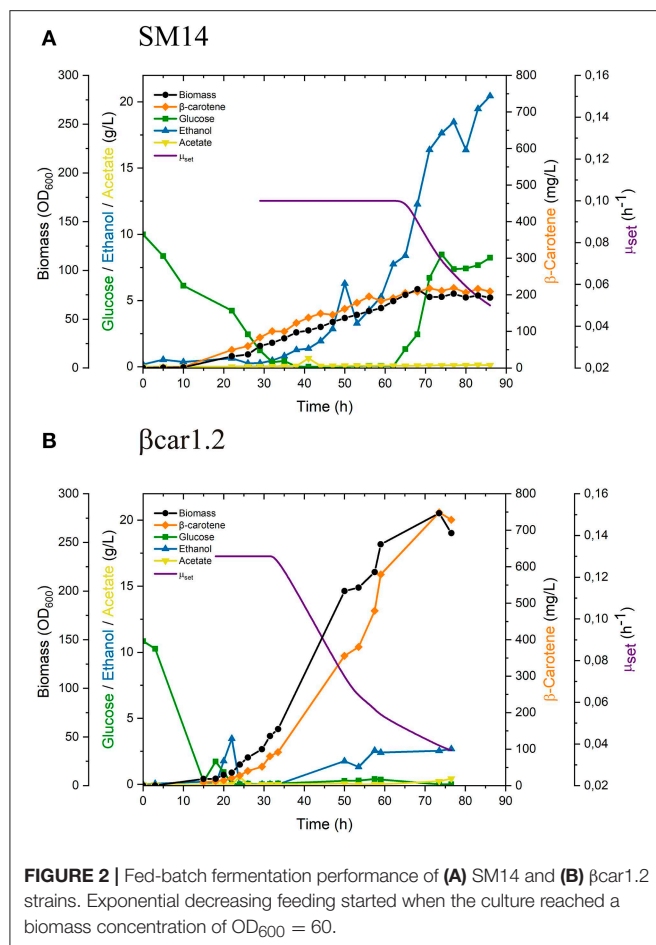 A SM14
Biomass (OD600)
300
250
200
150
100
50
0
Glucose / Ethanol / Acetate (g/L)
20
15
10
5
0
Biomass
β-carotene
Glucose
Ethanol
Acetate
μset
800
700
600
500
400
300
200
100
0
β-Carotene (mg/L)
0,16
0,14
0,12
0,10
0,08
0,06
0,04
0,02
μset (h-1)
0 10 20 30 40 50 60 70 80 90
Time (h)
B βcar1.2
Biomass (OD600)
300
250
200
150
100
50
0
Glucose / Ethanol / Acetate (g/L)
20
15
10
5
0
Biomass
β-carotene
Glucose
Ethanol
Acetate
μset
800
700
600
500
400
300
200
100
0
β-Carotene (mg/L)
0,16
0,14
0,12
0,10
0,08
0,06
0,04
0,02
μset (h-1)
0 10 20 30 40 50 60 70 80 90
Time (h)
FIGURE 2 | Fed-batch fermentation performance of (A) SM14 and (B) βcar1.2
strains. Exponential decreasing feeding started when the culture reached a
biomass concentration of OD600 = 60.